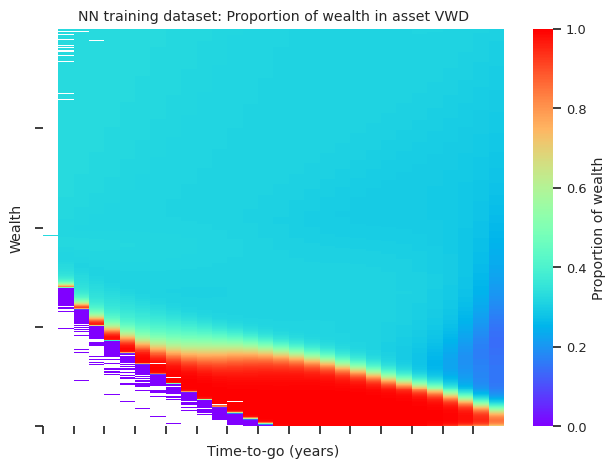 NN training dataset: Proportion of wealth in asset VWD
Wealth
Time-to-go (years)
1.0
0.8
0.6
0.4
0.2
0.0
Proportion of wealth